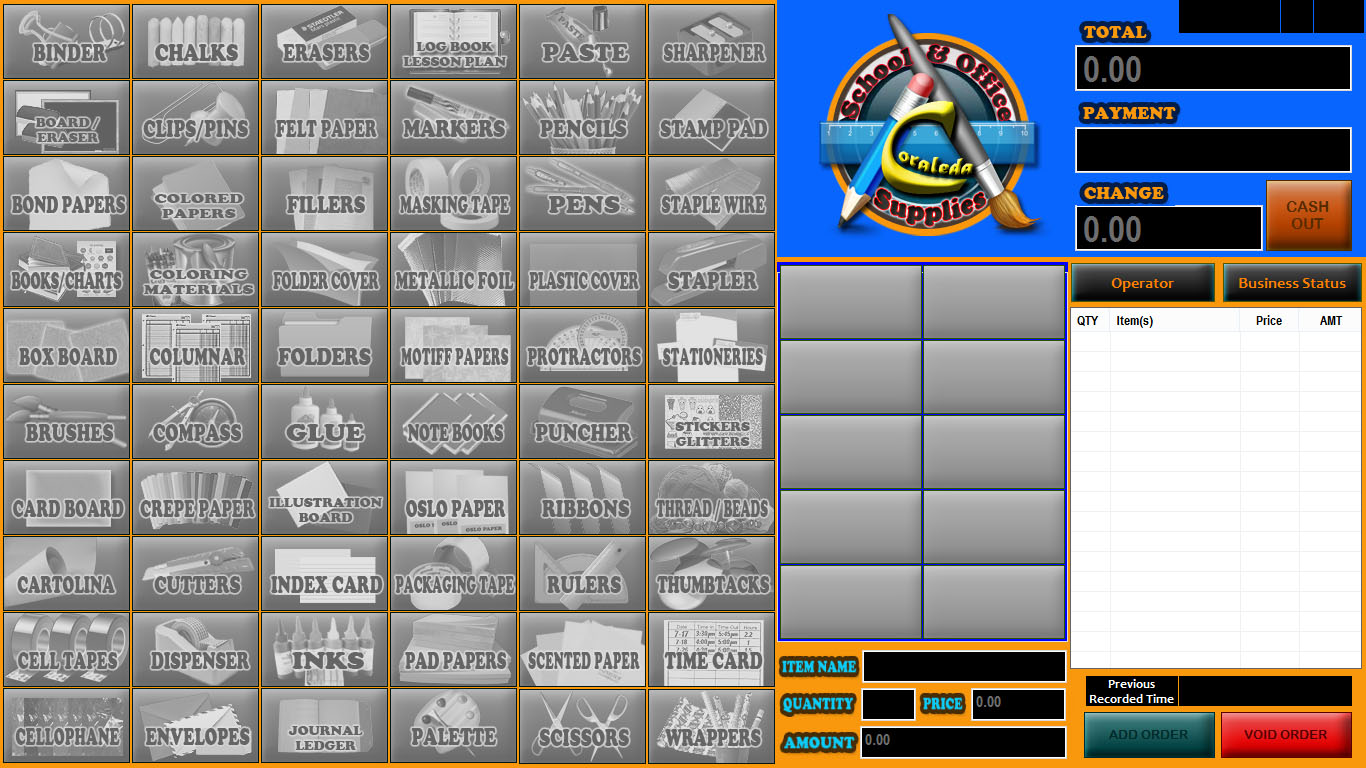 BINDER
CHALKS
ERASERS
LOG BOOK
LESSON PLAN
PASTE
SHARPENER
BOARD /
ERASER
CLIPS/PINS
FELT PAPER
MARKERS
PENCILS
STAMP PAD
BOND PAPERS
COLORED
PAPERS
FILLERS
MASKING TAPE
PENS
STAPLE WIRE
BOOKS/CHARTS
COLORING
MATERIALS
FOLDER COVER
METALLIC FOIL
PLASTIC COVER
STAPLER
BOX BOARD
COLUMNAR
FOLDERS
MOTIFF PAPERS
PROTRACTORS
STATIONERIES
BRUSHES
COMPASS
GLUE
NOTE BOOKS
PUNCHER
STICKERS
GLITTERS
CARD BOARD
CREPE PAPER
ILLUSTRATION
BOARD
OSLO PAPER
RIBBONS
THREAD / BEADS
CARTOLINA
CUTTERS
INDEX CARD
PACKAGING TAPE
RULERS
THUMBTACKS
CELL TAPES
DISPENSER
INKS
PAD PAPERS
SCENTED PAPER
TIME CARD
CELLOPHANE
ENVELOPES
JOURNAL
LEDGER
PALETTE
SCISSORS
WRAPPERS
School & Office
Coraleda
Supplies
TOTAL
0.00
PAYMENT
CHANGE
0.00
CASH
OUT
Operator
Business Status
QTY Item(s) Price AMT
ITEM NAME
QUANTITY
PRICE
0.00
AMOUNT
0.00
Previous
Recorded Time
ADD ORDER
VOID ORDER